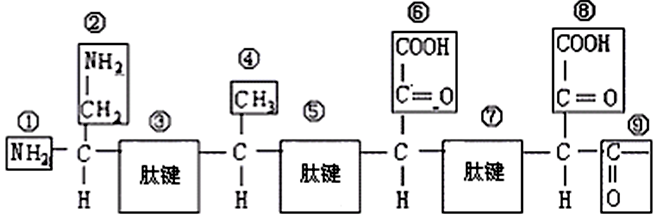 ⑥ ⑧
② COOH COOH
NH₂ ④
CH₂ CH₃ ⑤ C=O ⑦ C=O ⑨
① ③
NH₂ C 肽键 C 肽键 C 肽键 C C
H H H H O